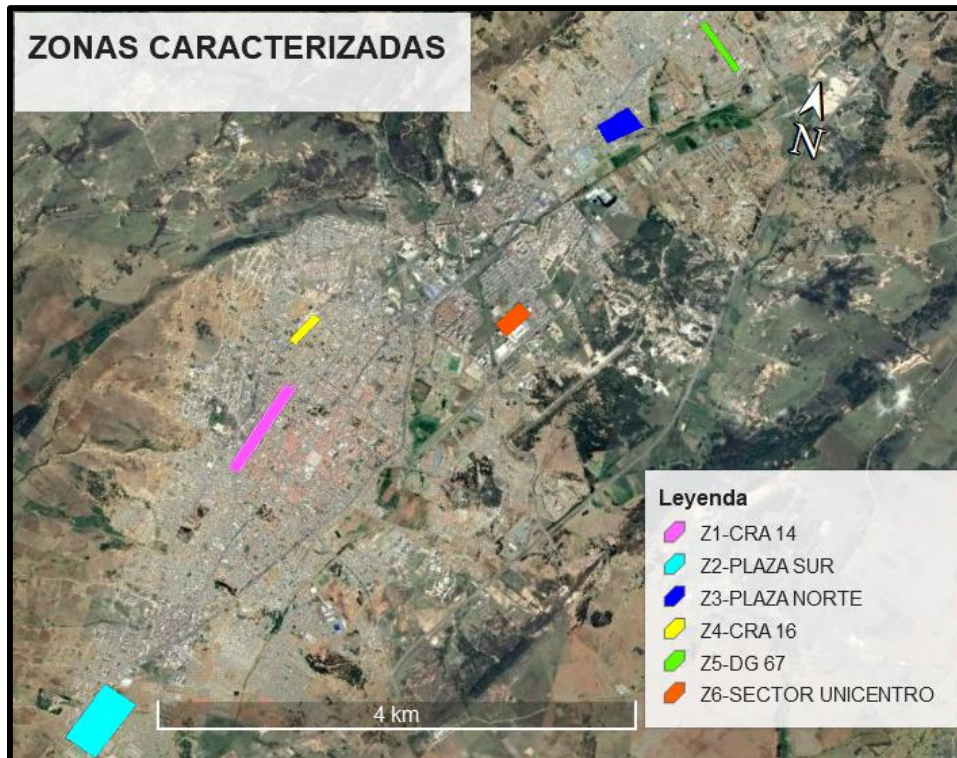 ZONAS CARACTERIZADAS
N
Leyenda
Z1-CRA 14
Z2-PLAZA SUR
Z3-PLAZA NORTE
Z4-CRA 16
Z5-DG 67
Z6-SECTOR UNICENTRO
4 km